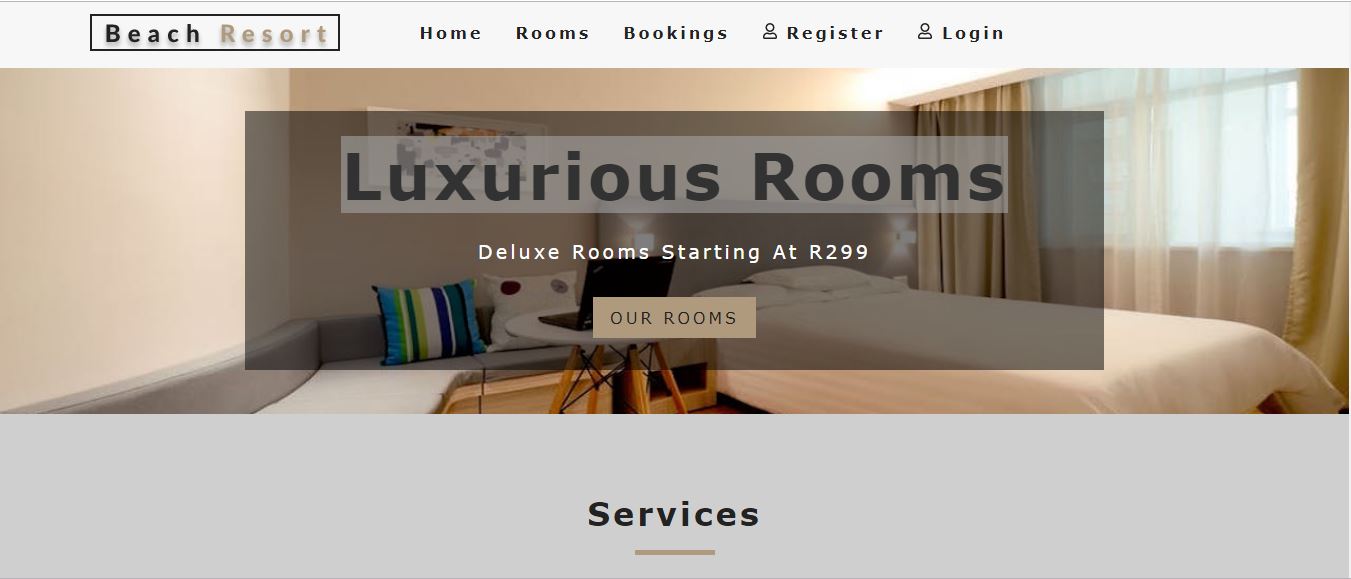 Beach Resort
Home Rooms Bookings Register Login
Luxurious Rooms
Deluxe Rooms Starting At R299
OUR ROOMS
Services